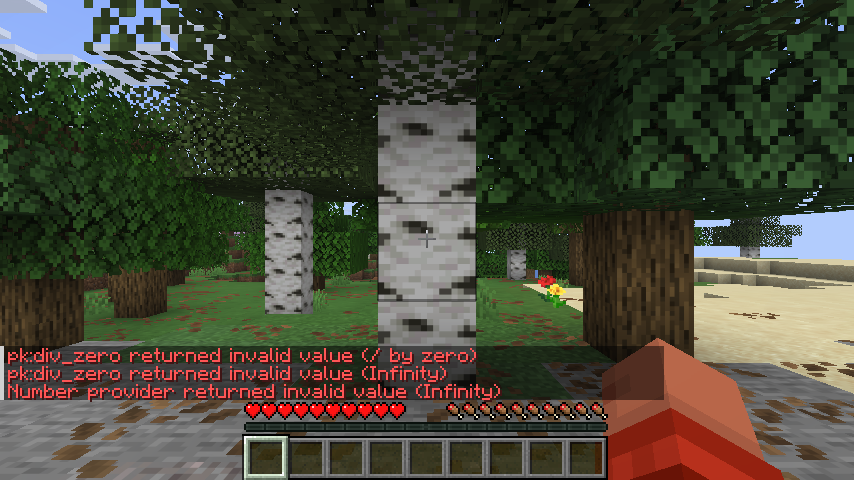 pk:div_zero returned invalid value (/ by zero)
pk:div_zero returned invalid value (Infinity)
Number provider returned invalid value (Infinity)